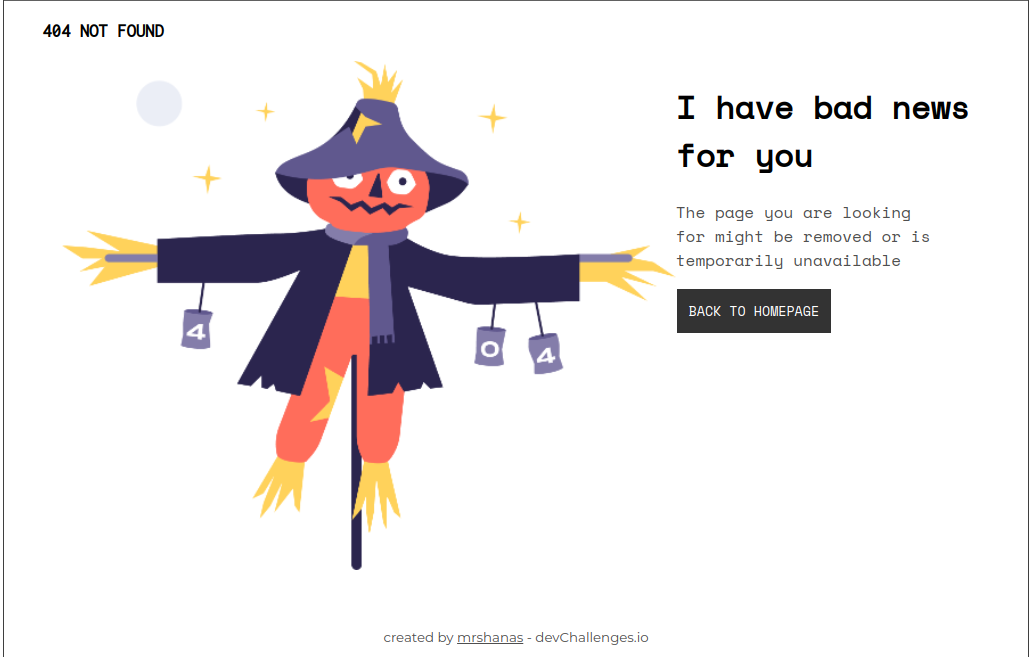 404 NOT FOUND
I have bad news
for you
The page you are looking
for might be removed or is
temporarily unavailable
BACK TO HOMEPAGE
4
0
4
created by mrshanas - devChallenges.io